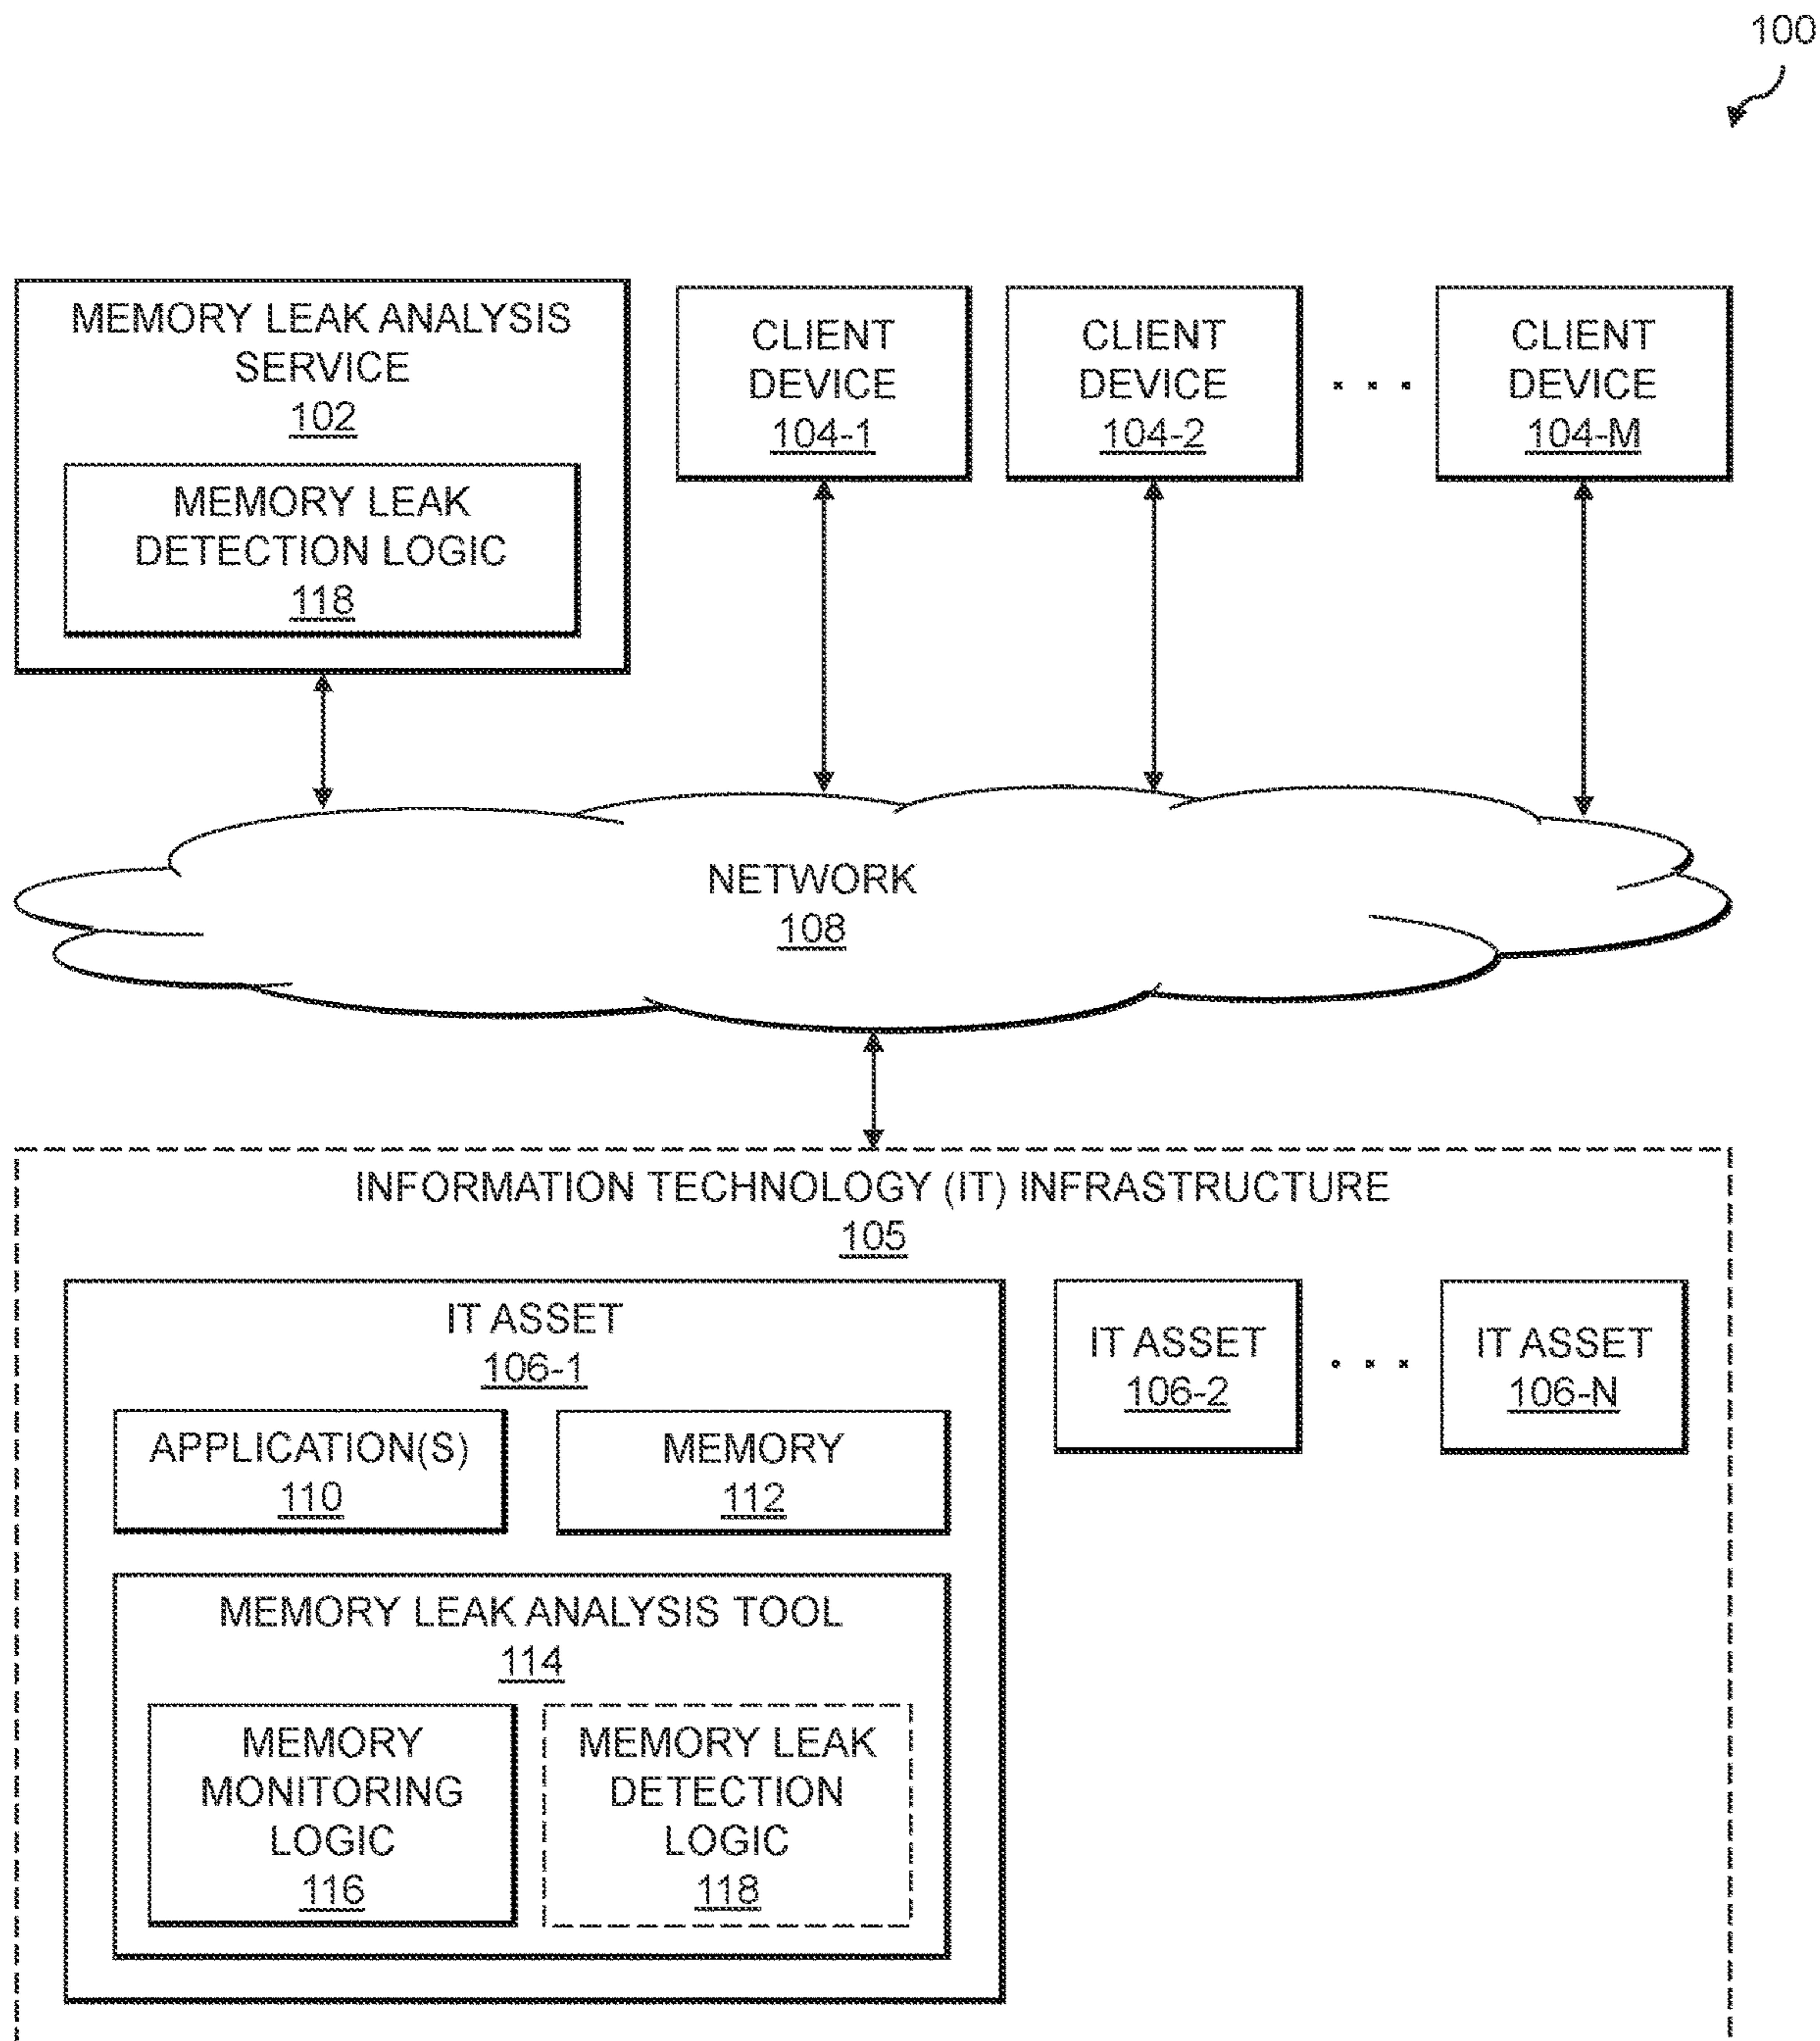 100
MEMORY LEAK ANALYSIS
SERVICE
102
MEMORY LEAK
DETECTION LOGIC
118
CLIENT
DEVICE
104-1
CLIENT
DEVICE
104-2
. . .
CLIENT
DEVICE
104-M
NETWORK
108
INFORMATION TECHNOLOGY (IT) INFRASTRUCTURE
105
IT ASSET
106-1
APPLICATION(S)
110
MEMORY
112
MEMORY LEAK ANALYSIS TOOL
114
MEMORY
MONITORING
LOGIC
116
MEMORY LEAK
DETECTION
LOGIC
118
IT ASSET
106-2
. . .
IT ASSET
106-N